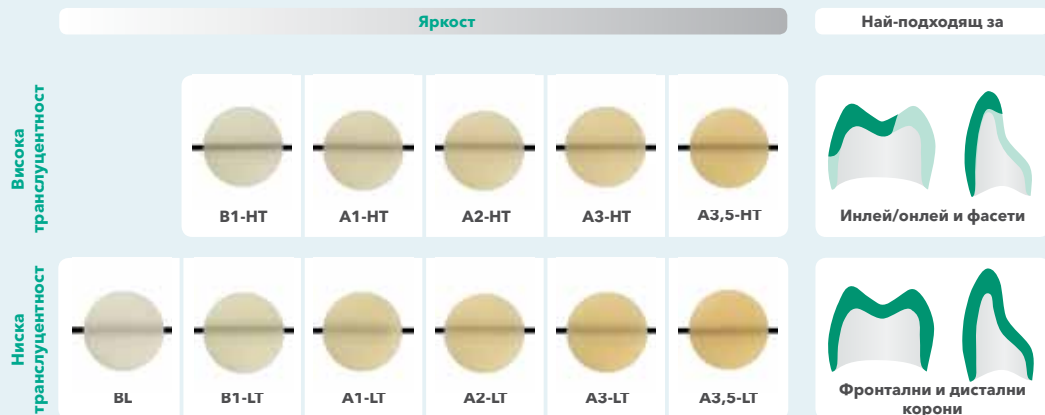 Яркост
Най-подходящ за
Висока
транслуцентност
B1-HT
A1-HT
A2-HT
A3-HT
A3,5-HT
Инлей/онлей и фасети
Ниска
транслуцентност
BL
B1-LT
A1-LT
A2-LT
A3-LT
A3,5-LT
Фронтални и дистални
корони